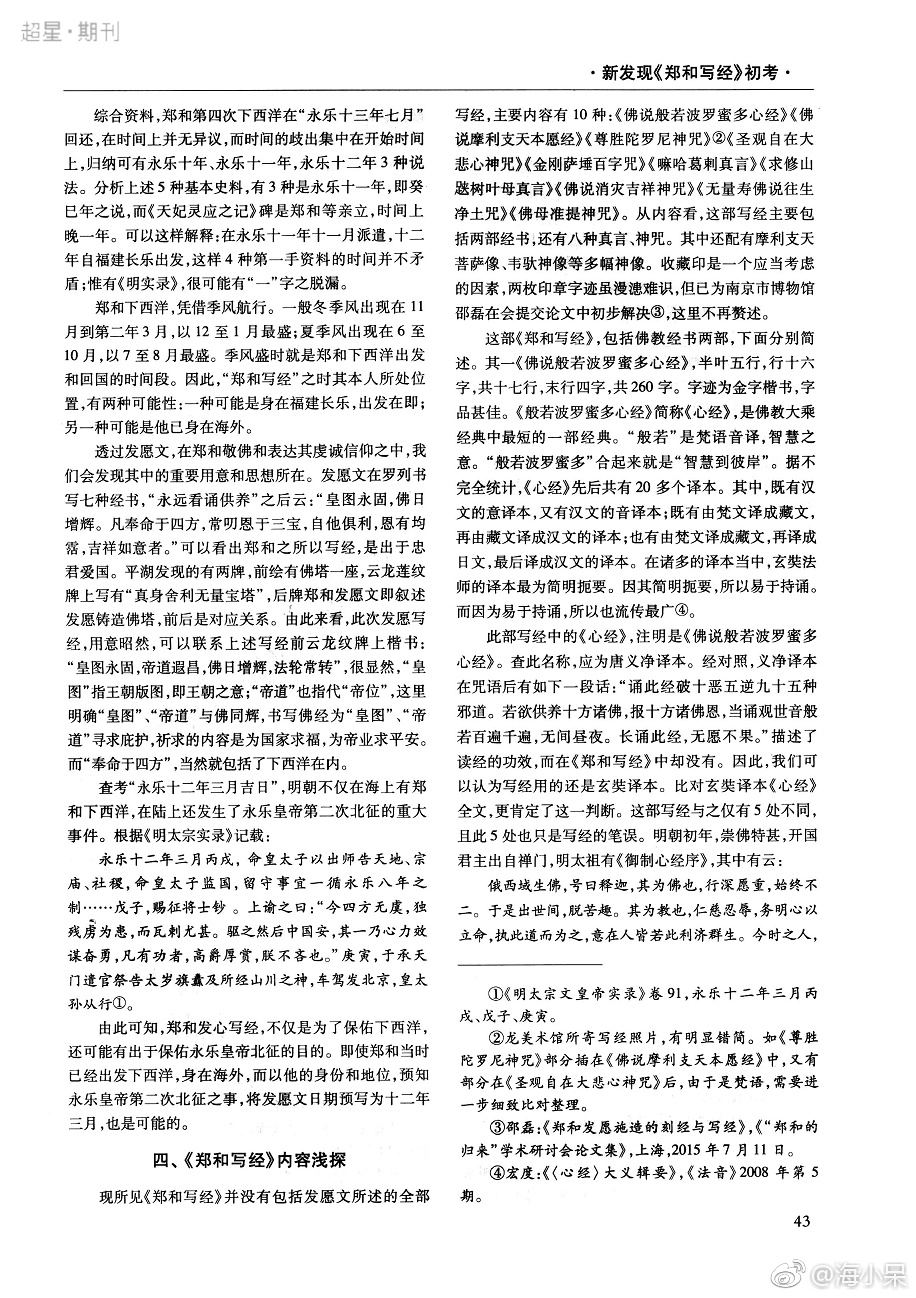 超星·期刊
·新发现《郑和写经》初考·
综合资料,郑和第四次下西洋在“永乐十三年七月”
回还,在时间上并无异议,而时间的歧出集中在开始时间
上,归纳可有永乐十年、永乐十一年,永乐十二年3种说
法。分析上述5种基本史料,有3种是永乐十一年,即癸
巳年之说,而《天妃灵应之记》碑是郑和等亲立,时间上
晚一年。可以这样解释:在永乐十一年十一月派遣,十二
年自福建长乐出发,这样4种第一手资料的时间并不矛
盾;惟有《明实录》,很可能有“一”字之脱漏。
郑和下西洋,凭借季风航行。一般冬季风出现在11
月到第二年3月,以12至1月最盛;夏季风出现在6至
10月,以7至8月最盛。季风盛时就是郑和下西洋出发
和回国的时间段。因此,“郑和写经”之时其本人所处位
置,有两种可能性:一种可能是身在福建长乐,出发在即;
另一种可能是他已身在海外。
透过发愿文,在郑和敬佛和表达其虔诚信仰之中,我
们会发现其中的重要用意和思想所在。发愿文在罗列书
写七种经书,“永远看诵供养”之后云:“皇图永固,佛日
增辉。凡奉命于四方,常叨恩于三宝,自他俱利,恩有均
霑,吉祥如意者。”可以看出郑和之所以写经,是出于忠
君爱国。平湖发现的有两牌,前绘有佛塔一座,云龙莲纹
牌上写有“真身舍利无量宝塔”,后牌郑和发愿文即叙述
发愿铸造佛塔,前后是对应关系。由此来看,此次发愿写
经,用意昭然,可以联系上述写经前云龙纹牌上楷书:
“皇图永固,帝道遐昌,佛日增辉,法轮常转”,很显然,“皇
图”指王朝版图,即王朝之意;“帝道”也指代“帝位”,这里
明确“皇图”、“帝道”与佛同辉,书写佛经为“皇图”、“帝
道”寻求庇护,祈求的内容是为国家求福,为帝业求平安。
而“奉命于四方”,当然就包括了下西洋在内。
查考“永乐十二年三月吉日”,明朝不仅在海上有郑
和下西洋,在陆上还发生了永乐皇帝第二次北征的重大
事件。根据《明太宗实录》记载:
永乐十二年三月丙戌,命皇太子以出师告天地、宗
庙、社稷,命皇太子监国,留守事宜一循永乐八年之
制……戊子,赐征将士钞。上谕之曰:“今四方无虞,独
残虏为患,而瓦剌尤甚。驱之然后中国安,其一乃心力效
谋奋勇,凡有功者,高爵厚赏,朕不吝也。”庚寅,于承天
门遣官祭告太岁旗纛及所经山川之神,车驾发北京,皇太
孙从行①。
由此可知,郑和发心写经,不仅是为了保佑下西洋,
还可能有出于保佑永乐皇帝北征的目的。即使郑和当时
已经出发下西洋,身在海外,而以他的身份和地位,预知
永乐皇帝第二次北征之事,将发愿文日期预写为十二年
三月,也是可能的。
四、《郑和写经》内容浅探
现所见《郑和写经》并没有包括发愿文所述的全部
写经,主要内容有10种:《佛说般若波罗蜜多心经》《佛
说摩利支天本愿经》《尊胜陀罗尼神咒》②《圣观自在大
悲心神咒》《金刚萨埵百字咒》《嘛哈葛剌真言》《求修山
跶树叶母真言》《佛说消灾吉祥神咒》《无量寿佛说往生
净土咒》《佛母准提神咒》。从内容看,这部写经主要包
括两部经书,还有八种真言、神咒。其中还配有摩利支天
菩萨像、韦驮神像等多幅神像。收藏印是一个应当考虑
的因素,两枚印章字迹虽漫漶难识,但已为南京市博物馆
邵磊在会提交论文中初步解决③,这里不再赘述。
这部《郑和写经》,包括佛教经书两部,下面分别简
述。其一《佛说般若波罗蜜多心经》,半叶五行,行十六
字,共十七行,末行四字,共260字。字迹为金字楷书,字
品甚佳。《般若波罗蜜多心经》简称《心经》,是佛教大乘
经典中最短的一部经典。“般若”是梵语音译,智慧之
意。“般若波罗蜜多”合起来就是“智慧到彼岸”。据不
完全统计,《心经》先后共有20多个译本。其中,既有汉
文的意译本,又有汉文的音译本;既有由梵文译成藏文,
再由藏文译成汉文的译本;也有由梵文译成藏文,再译成
日文,最后译成汉文的译本。在诸多的译本当中,玄奘法
师的译本最为简明扼要。因其简明扼要,所以易于持诵。
而因为易于持诵,所以也流传最广④。
此部写经中的《心经》,注明是《佛说般若波罗蜜多
心经》。查此名称,应为唐义净译本。经对照,义净译本
在咒语后有如下一段话:“诵此经破十恶五逆九十五种
邪道。若欲供养十方诸佛,报十方诸佛恩,当诵观世音般
若百遍千遍,无间昼夜。长诵此经,无愿不果。”描述了
读经的功效,而在《郑和写经》中却没有。因此,我们可
以认为写经用的还是玄奘译本。比对玄奘译本《心经》
全文,更肯定了这一判断。这部写经与之仅有5处不同,
且此5处也只是写经的笔误。明朝初年,崇佛特甚,开国
君主出自禅门,明太祖有《御制心经序》,其中有云:
俄西域生佛,号曰释迦,其为佛也,行深愿重,始终不
二。于是出世间,脱苦趣。其为教也,仁慈忍辱,务明心以
立命,执此道而为之,意在人皆若此利济群生。今时之人,
①《明太宗文皇帝实录》卷91,永乐十二年三月丙
戌、戊子、庚寅。
②龙美术馆所寄写经照片,有明显错简。如《尊胜
陀罗尼神咒》部分插在《佛说摩利支天本愿经》中,又有
部分在《圣观自在大悲心神咒》后,由于是梵语,需要进
一步细致比对整理。
③邵磊:《郑和发愿施造的刻经与写经》,《“郑和的
归来”学术研讨会论文集》,上海,2015年7月11日。
④宏度:《〈心经〉大义辑要》,《法音》2008年第5
期。
43
@海小呆